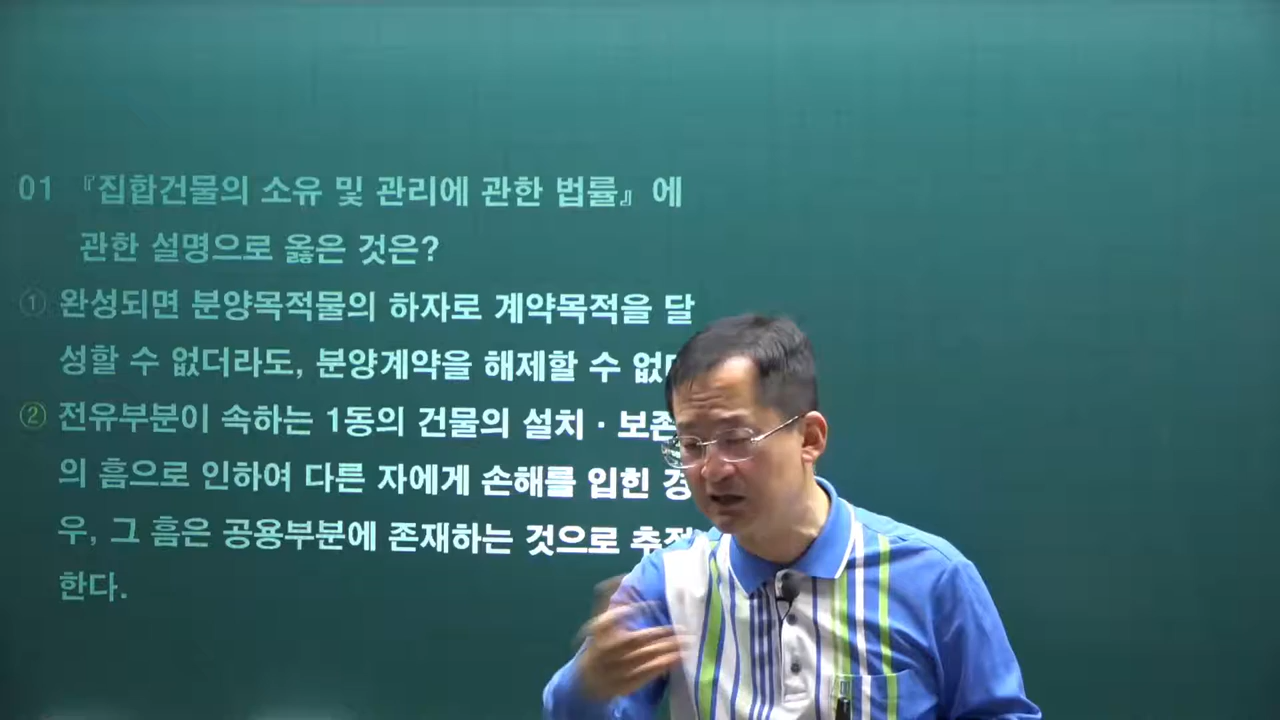 01 『집합건물의 소유 및 관리에 관한 법률』에
관한 설명으로 옳은 것은?
① 완성되면 분양목적물의 하자로 계약목적을 달
성할 수 없더라도, 분양계약을 해제할 수
② 전유부분이 속하는 1동의 건물의 설치·보존
의 흠으로 인하여 다른 자에게 손해를 입힌 경
우, 그 흠은 공용부분에 존재하는 것으로 추정
한다.